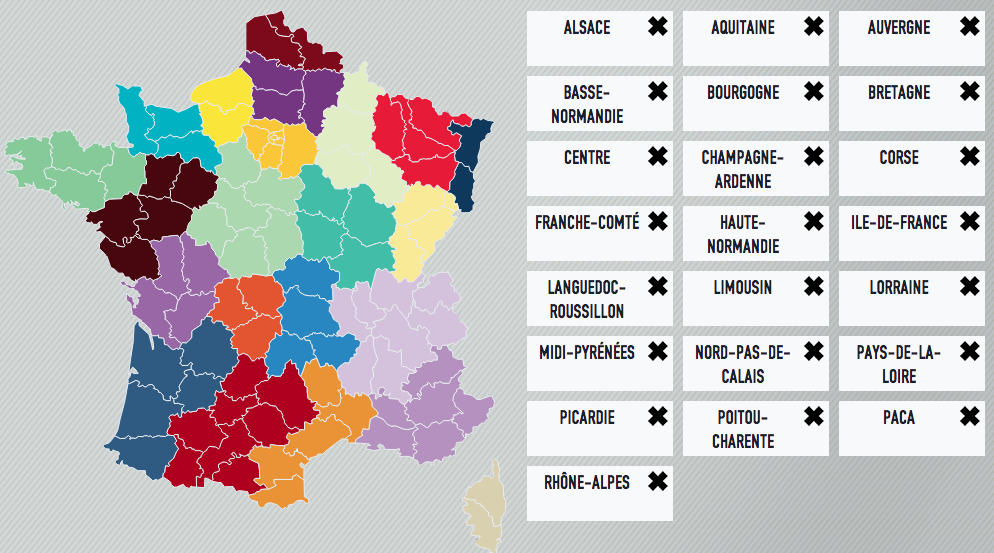 ALSACE
AQUITAINE
AUVERGNE
BASSE-
NORMANDIE
BOURGOGNE
BRETAGNE
CENTRE
CHAMPAGNE-
ARDENNE
CORSE
FRANCHE-COMTÉ
HAUTE-
NORMANDIE
ILE-DE-FRANCE
LANGUEDOC-
ROUSSILLON
LIMOUSIN
LORRAINE
MIDI-PYRÉNÉES
NORD-PAS-DE-
CALAIS
PAYS-DE-LA-
LOIRE
PICARDIE
POITOU-
CHARENTE
PACA
RHÔNE-ALPES